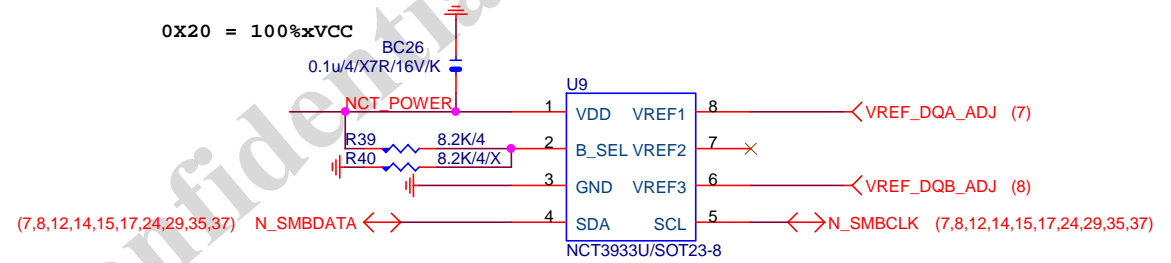 0X20 = 100%xVCC
BC26
0.1u/4/X7R/16V/K
U9
NCT_POWER 1 VDD VREF1 8 VREF_DQA_ADJ (7)
R39 8.2K/4 2 B_SEL VREF2 7
R40 8.2K/4/X
3 GND VREF3 6 VREF_DQB_ADJ (8)
(7,8,12,14,15,17,24,29,35,37) N_SMBDATA 4 SDA SCL 5 N_SMBCLK (7,8,12,14,15,17,24,29,35,37)
NCT3933U/SOT23-8
onfidentia